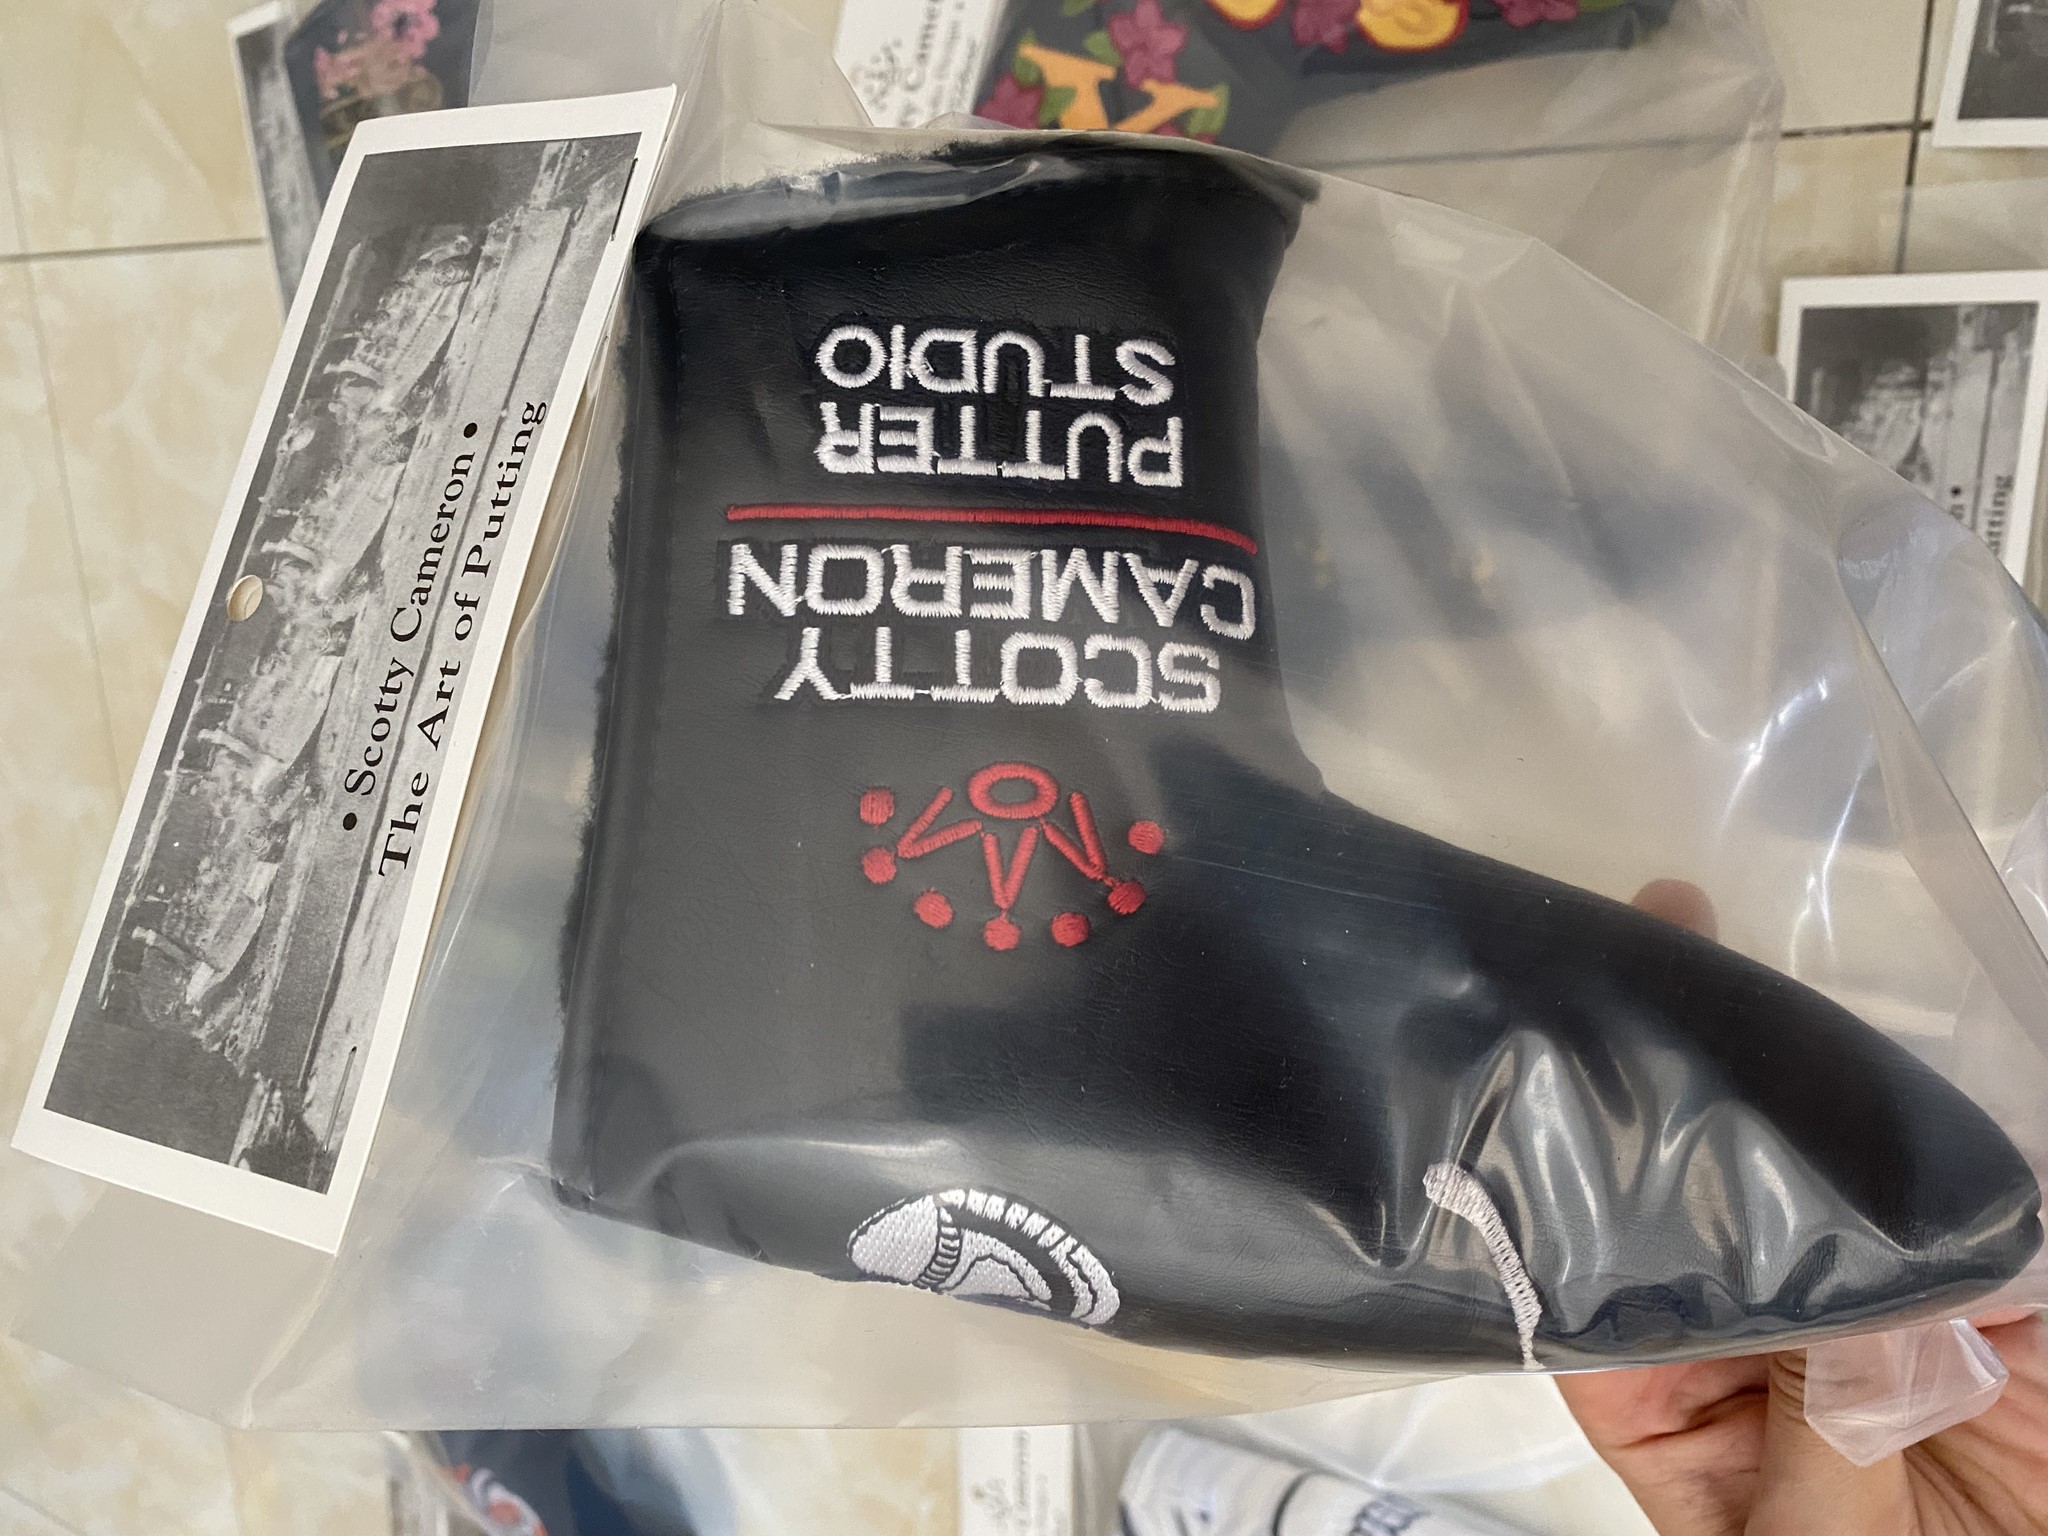 • Scotty Cameron •
The Art of Putting
SCOTTY
CAMERON
PUTTER
STUDIO